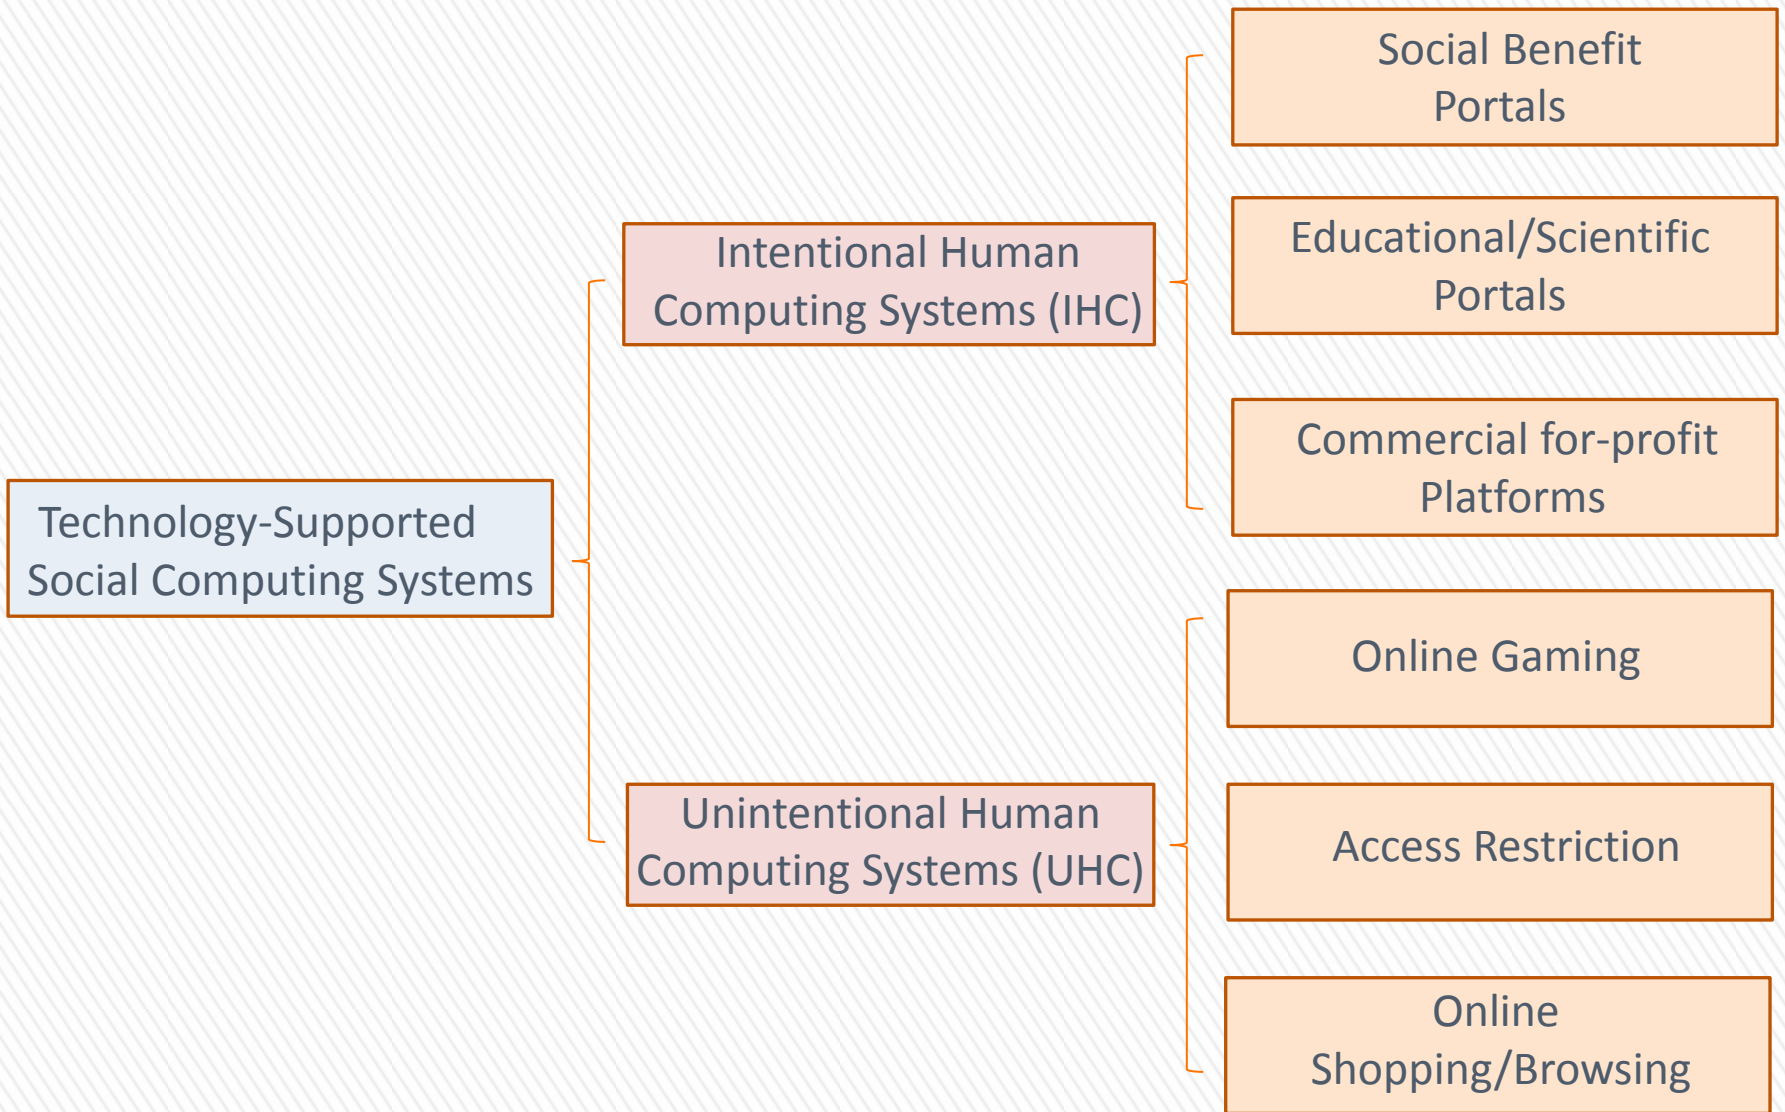 Social Benefit
Portals
Educational/Scientific
Portals
Intentional Human
Computing Systems (IHC)
Commercial for-profit
Platforms
Technology-Supported
Social Computing Systems
Online Gaming
Unintentional Human
Computing Systems (UHC)
Access Restriction
Online
Shopping/Browsing